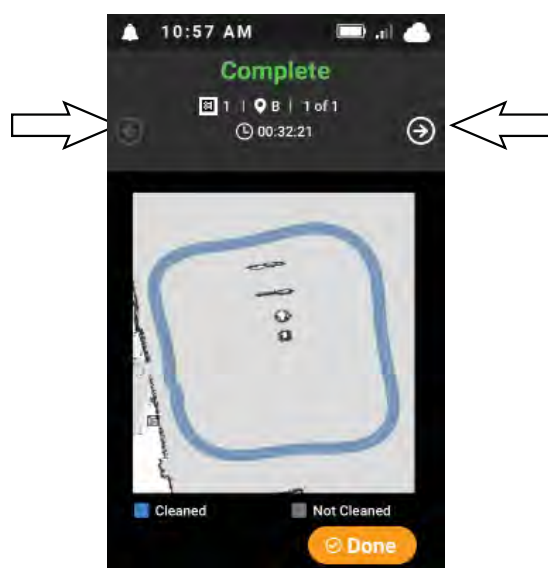 10:57 AM
Complete
1 | B | 1 of 1
00:32:21
Cleaned
Not Cleaned
Done